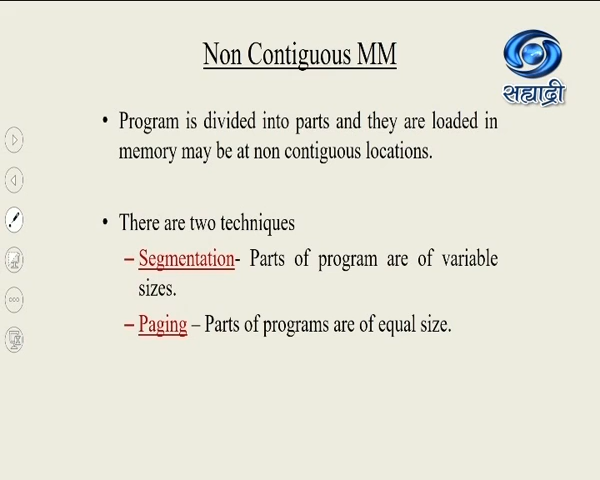 Non Contiguous MM
सह्याद्री
• Program is divided into parts and they are loaded in
memory may be at non contiguous locations.
• There are two techniques
– Segmentation- Parts of program are of variable
sizes.
– Paging – Parts of programs are of equal size.